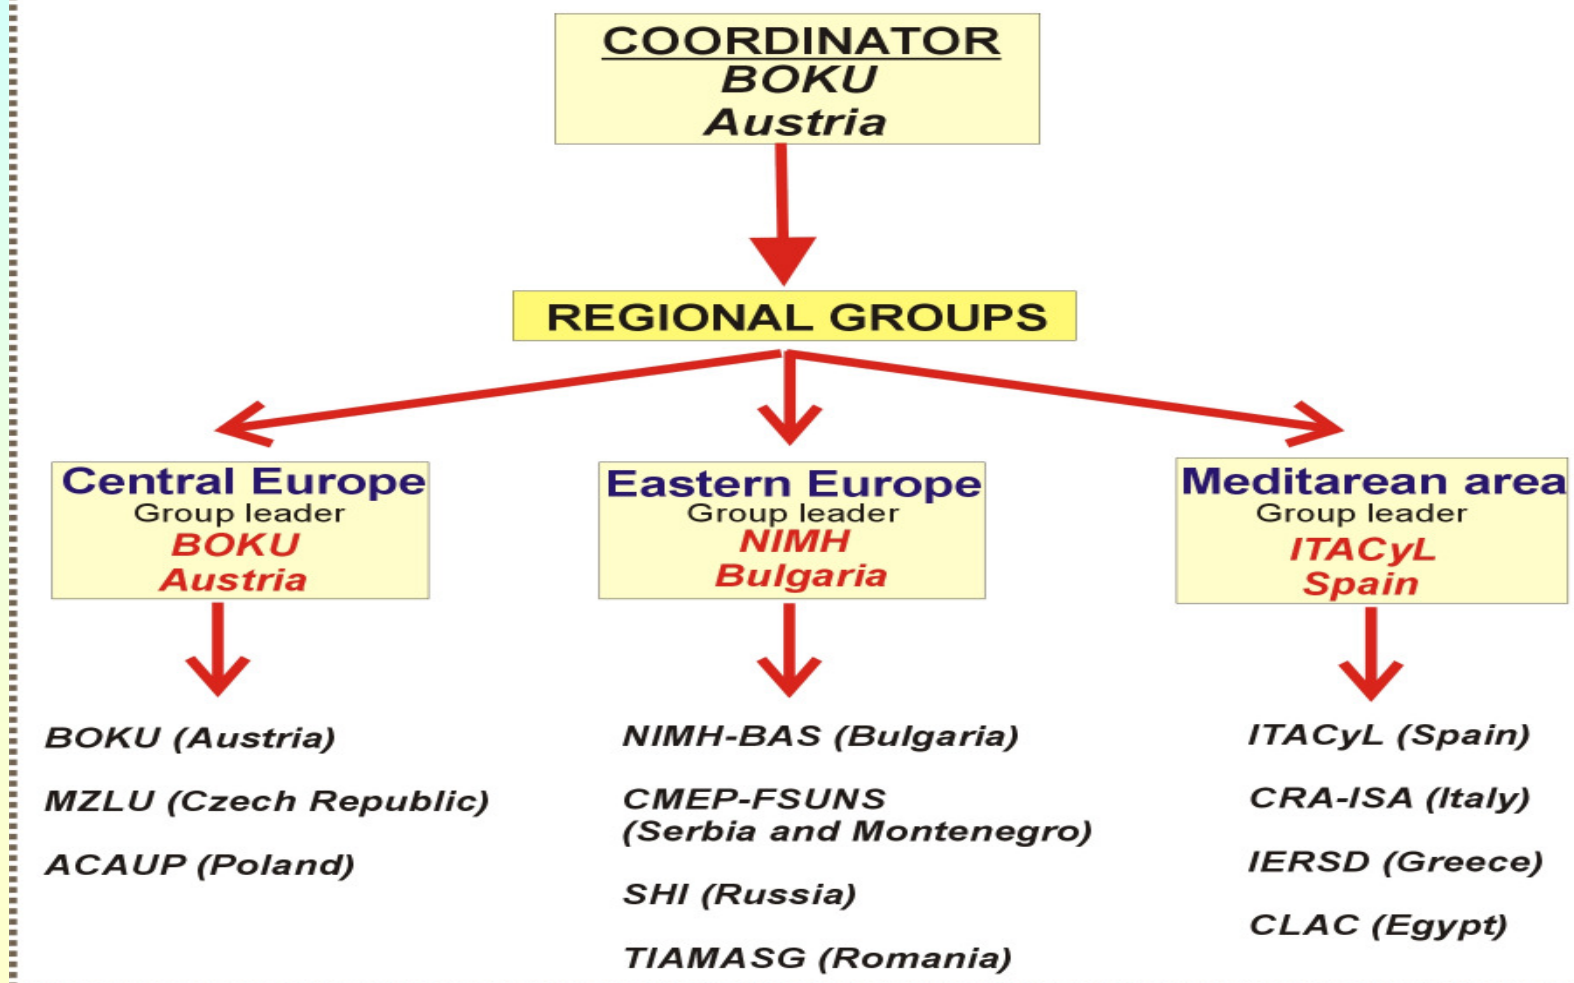 COORDINATOR
BOKU
Austria
REGIONAL GROUPS
Central Europe
Group leader
BOKU
Austria
Eastern Europe
Group leader
NIMH
Bulgaria
Meditarean area
Group leader
ITACyL
Spain
BOKU (Austria)
MZLU (Czech Republic)
ACAUP (Poland)
NIMH-BAS (Bulgaria)
CMEP-FSUNS
(Serbia and Montenegro)
SHI (Russia)
TIAMASG (Romania)
ITACyL (Spain)
CRA-ISA (Italy)
IERSD (Greece)
CLAC (Egypt)